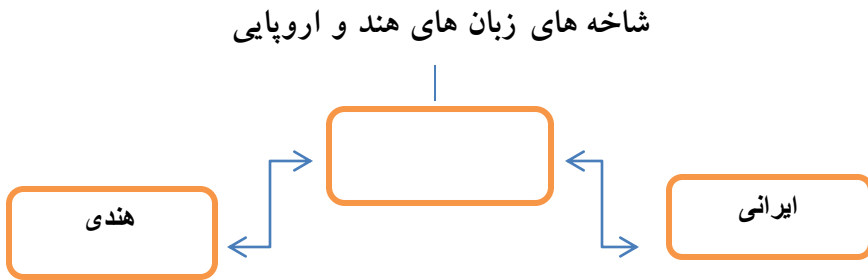 شاخه های زبان های هند و اروپایی
ایرانی
هندی